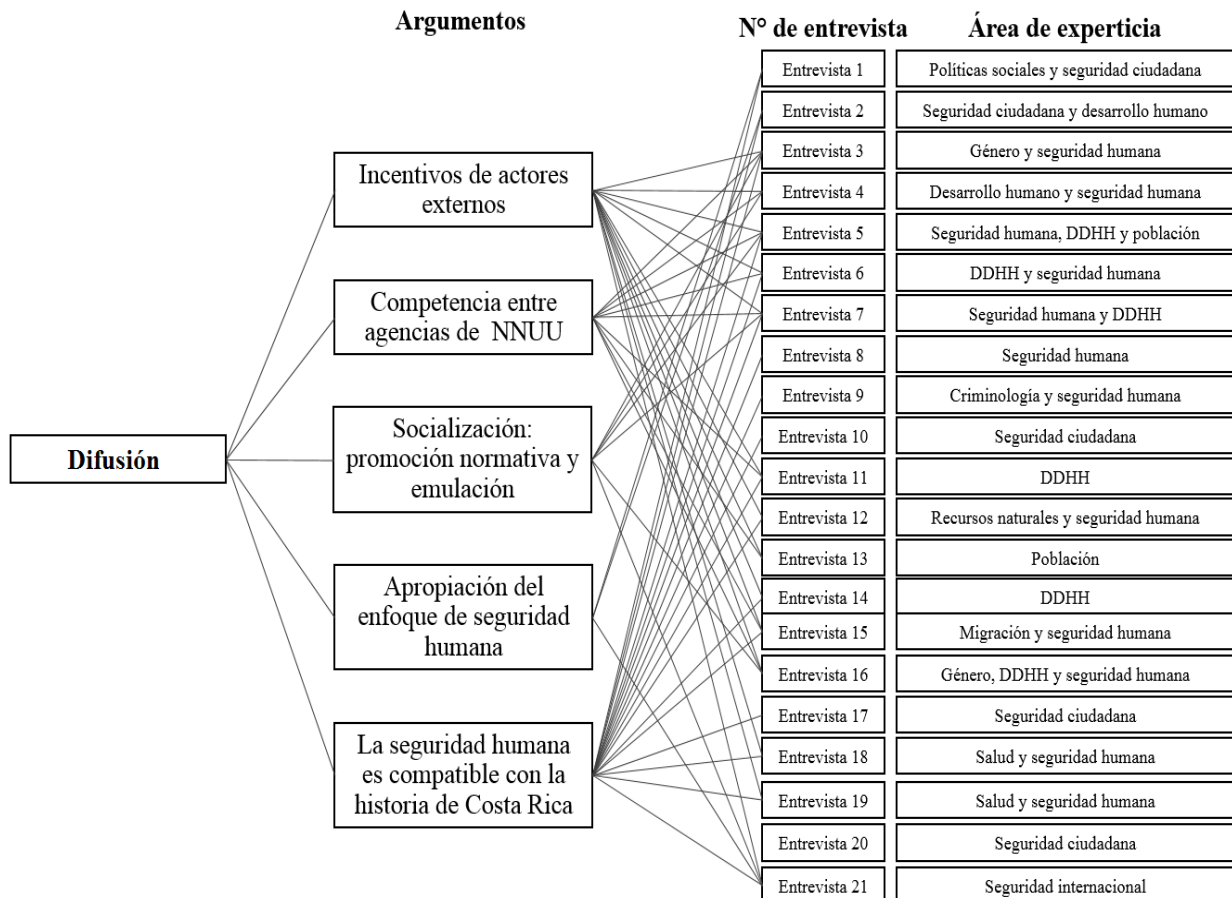 Argumentos
N° de entrevista
Área de experticia
Difusión
Incentivos de actores
externos
Competencia entre
agencias de NNUU
Socialización:
promoción normativa y
emulación
Apropiación del
enfoque de seguridad
humana
La seguridad humana
es compatible con la
historia de Costa Rica
Entrevista 1
Políticas sociales y seguridad ciudadana
Entrevista 2
Seguridad ciudadana y desarrollo humano
Entrevista 3
Género y seguridad humana
Entrevista 4
Desarrollo humano y seguridad humana
Entrevista 5
Seguridad humana, DDHH y población
Entrevista 6
DDHH y seguridad humana
Entrevista 7
Seguridad humana y DDHH
Entrevista 8
Seguridad humana
Entrevista 9
Criminología y seguridad humana
Entrevista 10
Seguridad ciudadana
Entrevista 11
DDHH
Entrevista 12
Recursos naturales y seguridad humana
Entrevista 13
Población
Entrevista 14
DDHH
Entrevista 15
Migración y seguridad humana
Entrevista 16
Género, DDHH y seguridad humana
Entrevista 17
Seguridad ciudadana
Entrevista 18
Salud y seguridad humana
Entrevista 19
Salud y seguridad humana
Entrevista 20
Seguridad ciudadana
Entrevista 21
Seguridad internacional